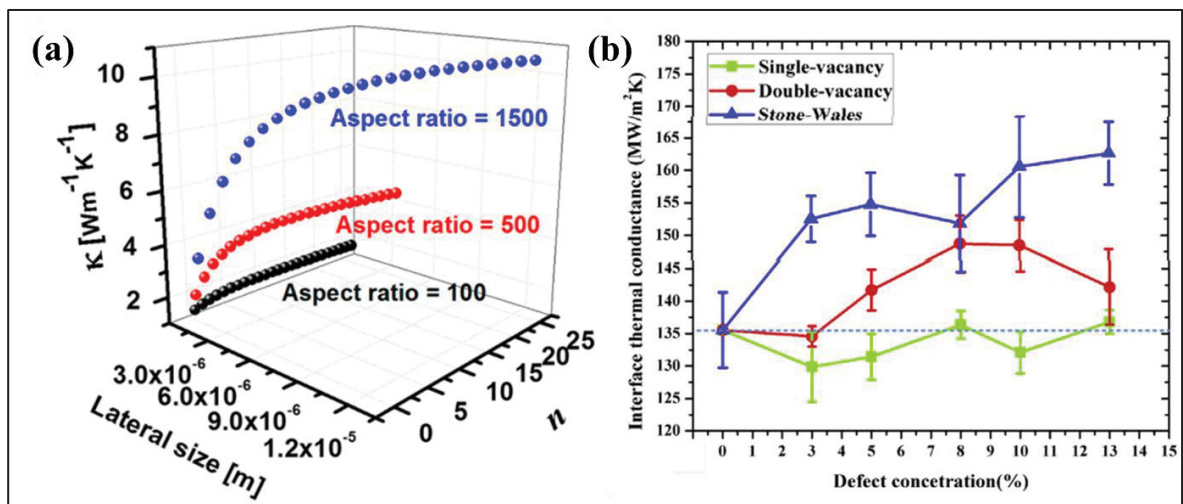 (a)
10
8
6
4
2
κ [Wm⁻¹K⁻¹]
Aspect ratio = 1500
Aspect ratio = 500
Aspect ratio = 100
3.0x10⁻⁶
6.0x10⁻⁶
9.0x10⁻⁶
1.2x10⁻⁵
Lateral size [m]
0
5
10
15
20
25
n
(b)
180
175
170
165
160
155
150
145
140
135
130
125
120
Interface thermal conductance (MW/m²K)
Single-vacancy
Double-vacancy
Stone-Wales
0 1 2 3 4 5 6 7 8 9 10 11 12 13 14 15
Defect concetration(%)